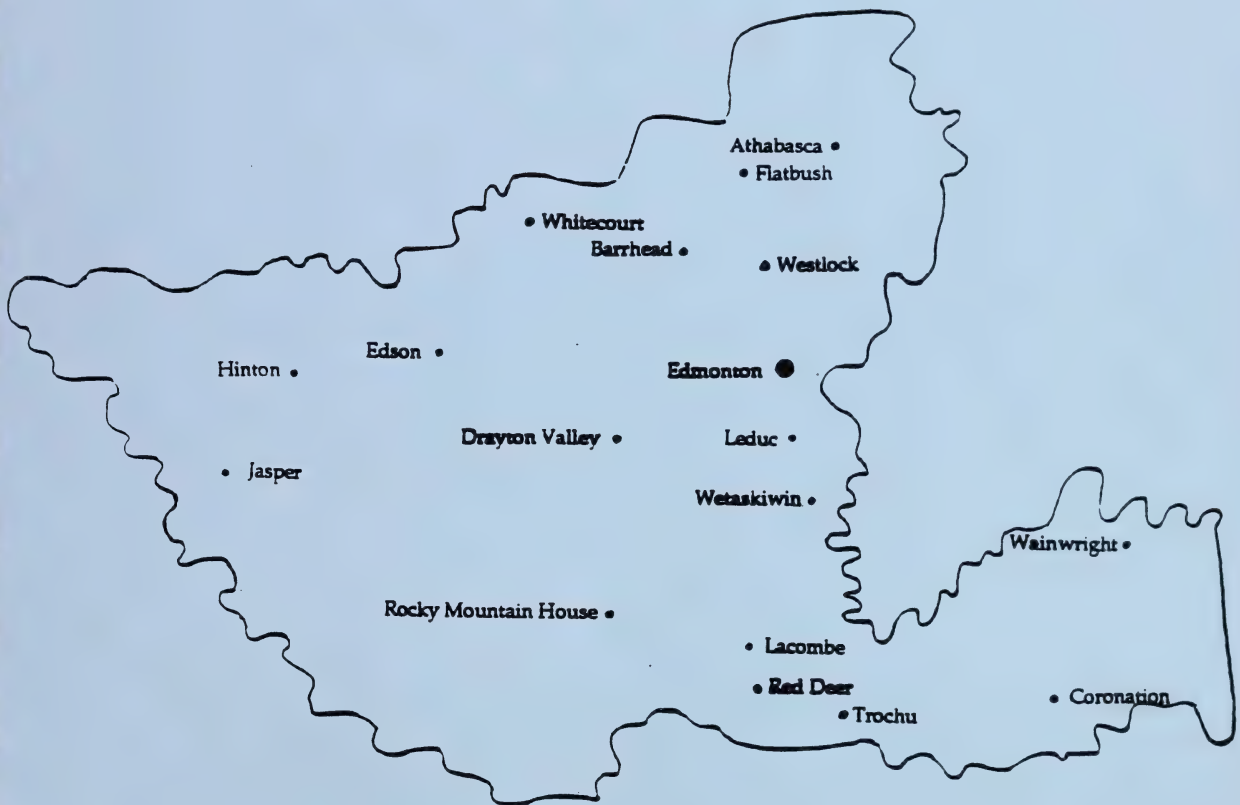 Athabasca
Flatbush
Whitecourt
Barrhead
Westlock
Edson
Hinton
Edmonton
Drayton Valley
Leduc
Jasper
Wetaskiwin
Wainwright
Rocky Mountain House
Lacombe
Red Deer
Coronation
Trochu